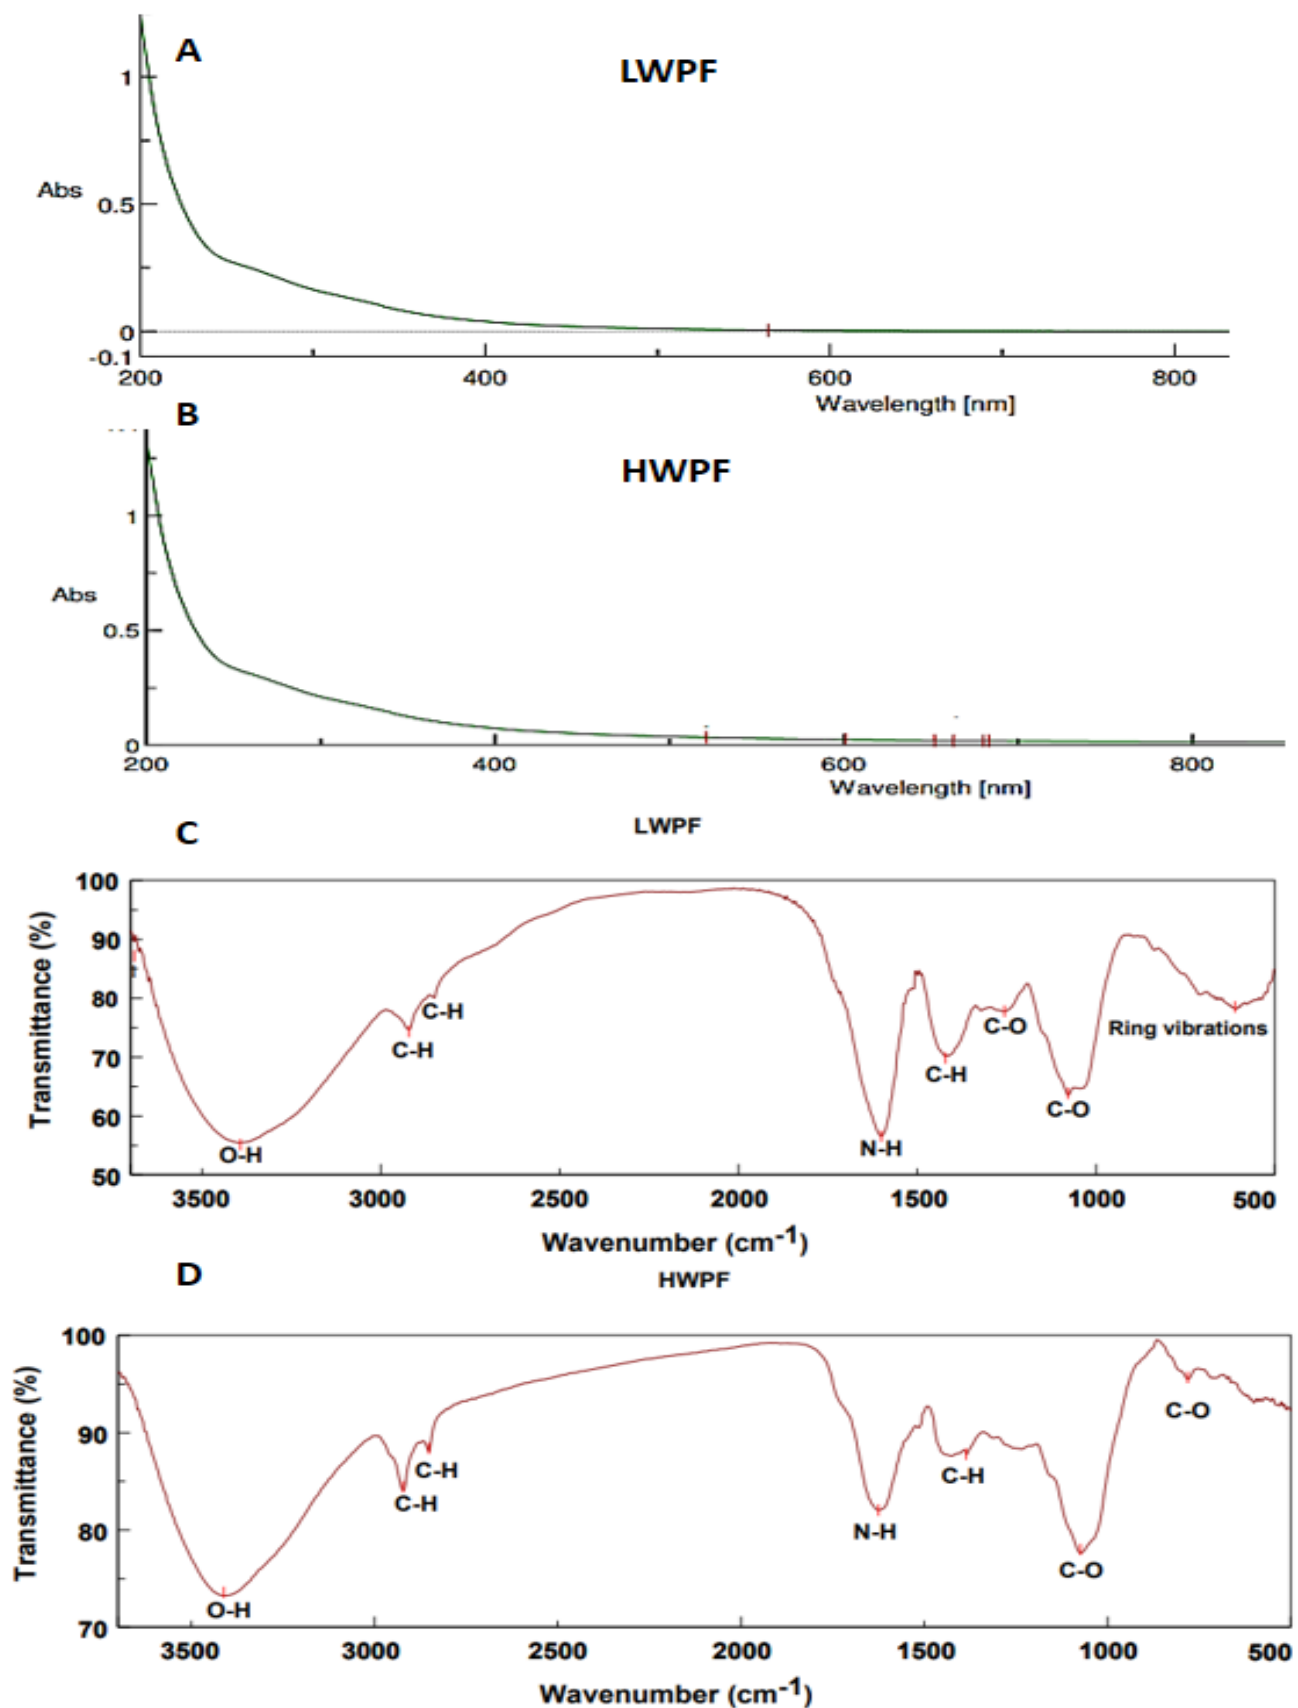 A
LWPF
1
Abs
0.5
0
-0.1
200
400
600
800
Wavelength [nm]
B
HWPF
1
Abs
0.5
0
200
400
600
800
Wavelength [nm]
C
LWPF
100
90
80
70
60
50
Transmittance (%)
O-H
C-H
C-H
N-H
C-H
C-O
C-O
Ring vibrations
3500
3000
2500
2000
1500
1000
500
Wavenumber (cm-1)
D
HWPF
100
90
80
70
Transmittance (%)
O-H
C-H
C-H
N-H
C-H
C-O
C-O
3500
3000
2500
2000
1500
1000
500
Wavenumber (cm-1)